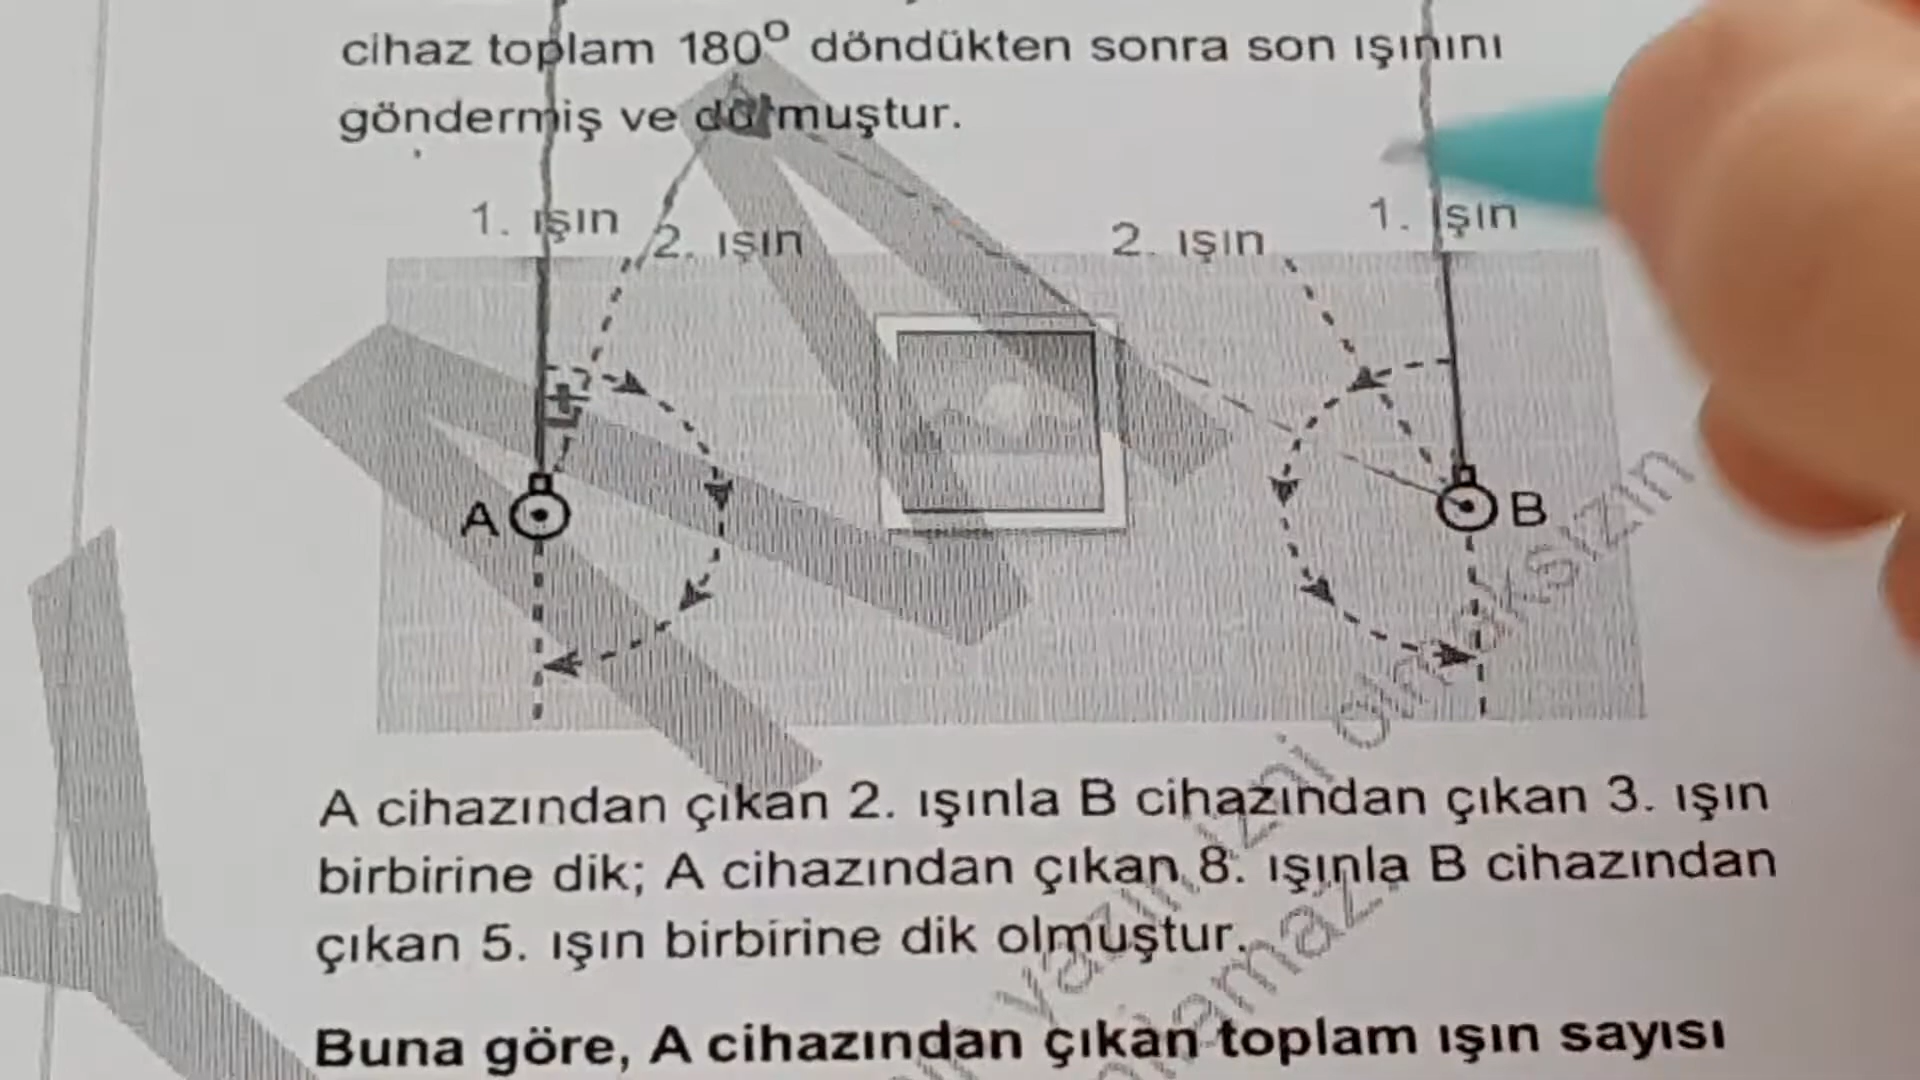 cihaz toplam 180° döndükten sonra son ışınını
göndermiş ve durmuştur.
1. ışın
2. ışın
2. ışın
1. ışın
A
B
A cihazından çıkan 2. ışınla B cihazından çıkan 3. ışın
birbirine dik; A cihazından çıkan 8. ışınla B cihazından
çıkan 5. ışın birbirine dik olmuştur.
Buna göre, A cihazından çıkan toplam ışın sayısı
izni olmaksızın